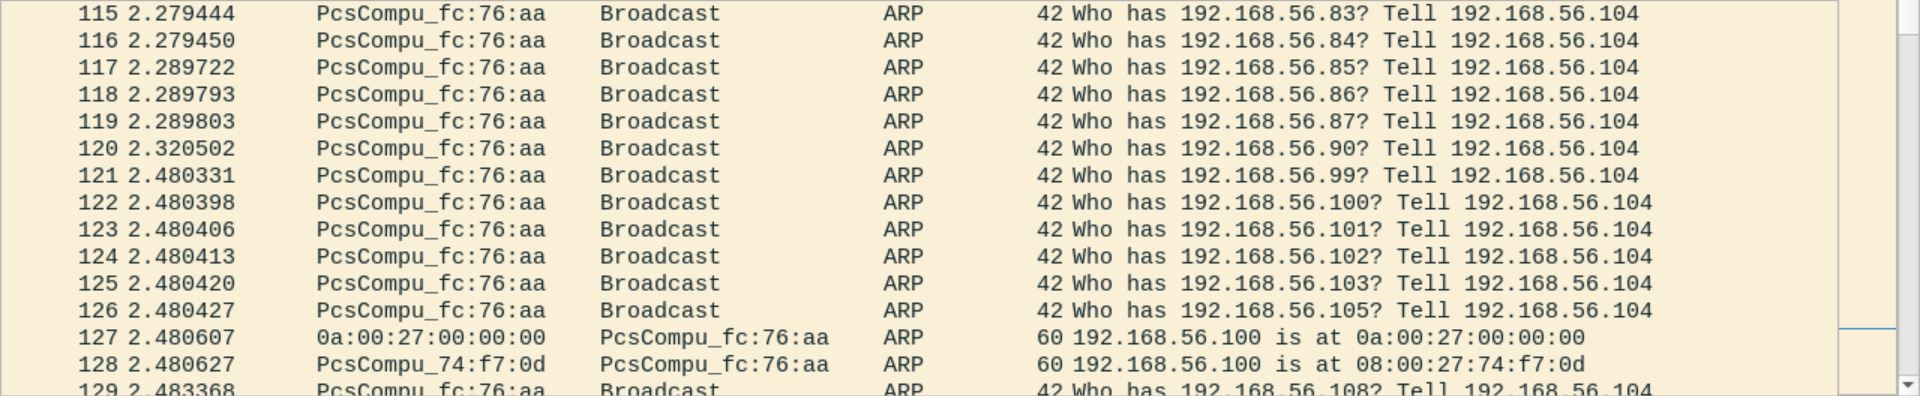 115 2.279444 PcsCompu_fc:76:aa Broadcast ARP 42 Who has 192.168.56.83? Tell 192.168.56.104
116 2.279450 PcsCompu_fc:76:aa Broadcast ARP 42 Who has 192.168.56.84? Tell 192.168.56.104
117 2.289722 PcsCompu_fc:76:aa Broadcast ARP 42 Who has 192.168.56.85? Tell 192.168.56.104
118 2.289793 PcsCompu_fc:76:aa Broadcast ARP 42 Who has 192.168.56.86? Tell 192.168.56.104
119 2.289803 PcsCompu_fc:76:aa Broadcast ARP 42 Who has 192.168.56.87? Tell 192.168.56.104
120 2.320502 PcsCompu_fc:76:aa Broadcast ARP 42 Who has 192.168.56.90? Tell 192.168.56.104
121 2.480331 PcsCompu_fc:76:aa Broadcast ARP 42 Who has 192.168.56.99? Tell 192.168.56.104
122 2.480398 PcsCompu_fc:76:aa Broadcast ARP 42 Who has 192.168.56.100? Tell 192.168.56.104
123 2.480406 PcsCompu_fc:76:aa Broadcast ARP 42 Who has 192.168.56.101? Tell 192.168.56.104
124 2.480413 PcsCompu_fc:76:aa Broadcast ARP 42 Who has 192.168.56.102? Tell 192.168.56.104
125 2.480420 PcsCompu_fc:76:aa Broadcast ARP 42 Who has 192.168.56.103? Tell 192.168.56.104
126 2.480427 PcsCompu_fc:76:aa Broadcast ARP 42 Who has 192.168.56.105? Tell 192.168.56.104
127 2.480607 0a:00:27:00:00:00 PcsCompu_fc:76:aa ARP 60 192.168.56.100 is at 0a:00:27:00:00:00
128 2.480627 PcsCompu_74:f7:0d PcsCompu_fc:76:aa ARP 60 192.168.56.100 is at 08:00:27:74:f7:0d
129 2.483368 PcsCompu_fc:76:aa Broadcast ARP 42 Who has 192.168.56.108? Tell 192.168.56.104